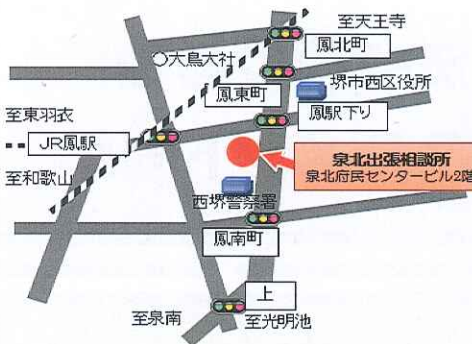 至天王寺
鳳北町
○大鳥大社
堺市西区役所
鳳東町
鳳駅下り
至東羽衣
JR鳳駅
泉北出張相談所
泉北府民センタービル2階
至和歌山
西堺警察署
鳳南町
上
至泉南
至光明池